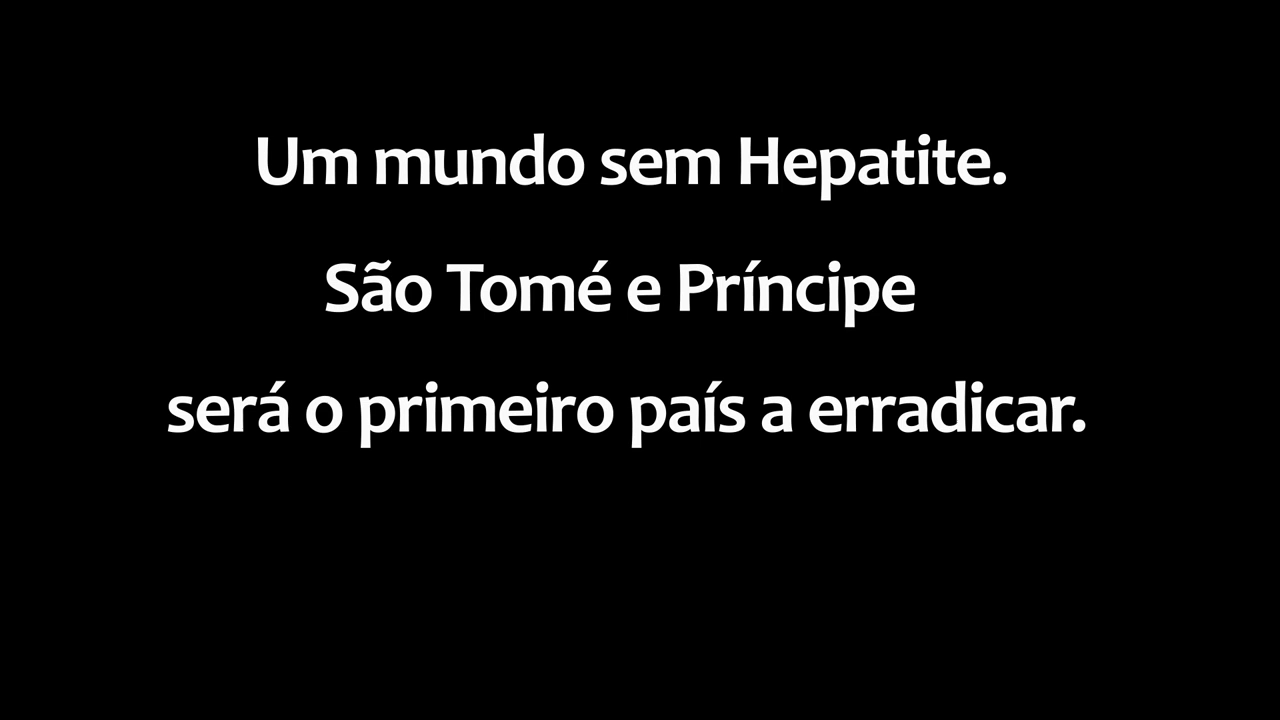 Um mundo sem Hepatite.
São Tomé e Príncipe
será o primeiro país a erradicar.